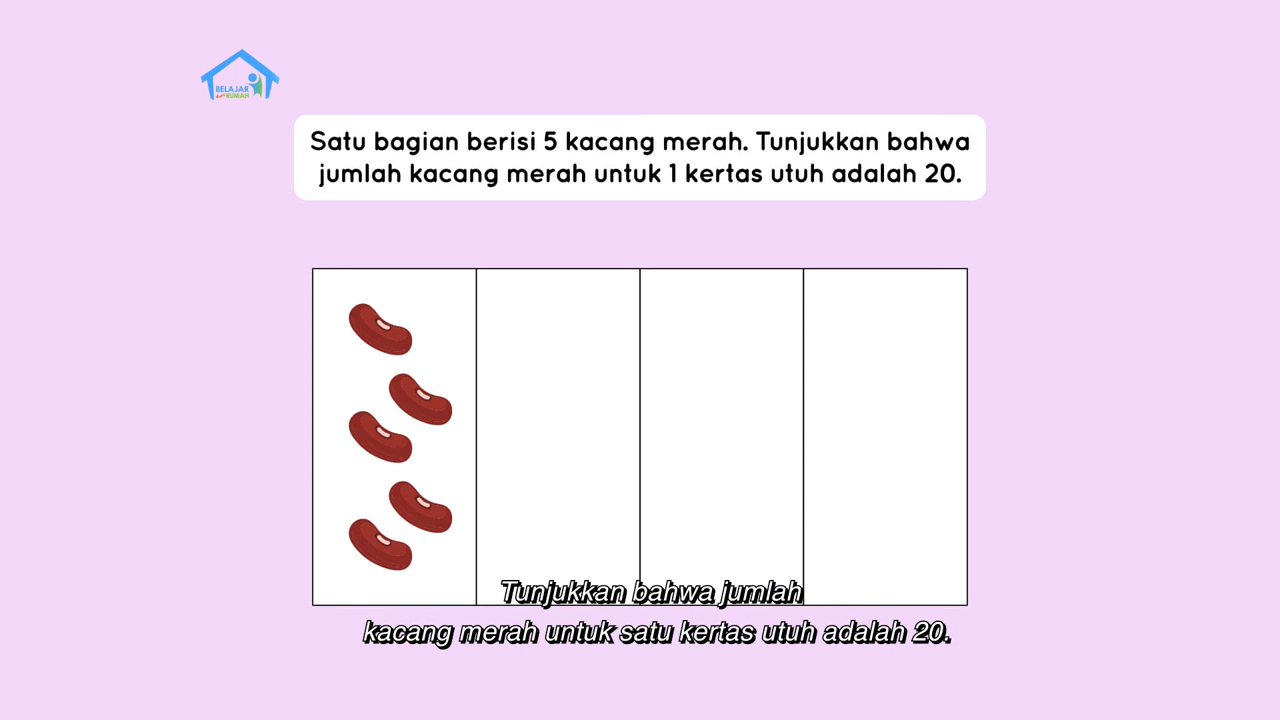 BELAJAR
dari RUMAH
Satu bagian berisi 5 kacang merah. Tunjukkan bahwa
jumlah kacang merah untuk 1 kertas utuh adalah 20.
Tunjukkan bahwa jumlah
kacang merah untuk satu kertas utuh adalah 20.